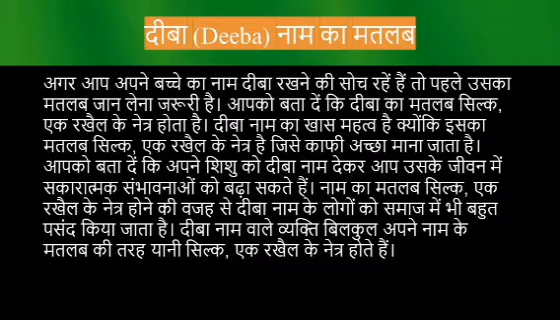 दीबा (Deeba) नाम का मतलब
अगर आप अपने बच्चे का नाम दीबा रखने की सोच रहें हैं तो पहले उसका
मतलब जान लेना जरूरी है। आपको बता दें कि दीबा का मतलब सिल्क,
एक रखैल के नेत्र होता है। दीबा नाम का खास महत्व है क्योंकि इसका
मतलब सिल्क, एक रखैल के नेत्र है जिसे काफी अच्छा माना जाता है।
आपको बता दें कि अपने शिशु को दीबा नाम देकर आप उसके जीवन में
सकारात्मक संभावनाओं को बढ़ा सकते हैं। नाम का मतलब सिल्क, एक
रखैल के नेत्र होने की वजह से दीबा नाम के लोगों को समाज में भी बहुत
पसंद किया जाता है। दीबा नाम वाले व्यक्ति बिलकुल अपने नाम के
मतलब की तरह यानी सिल्क, एक रखैल के नेत्र होते हैं।